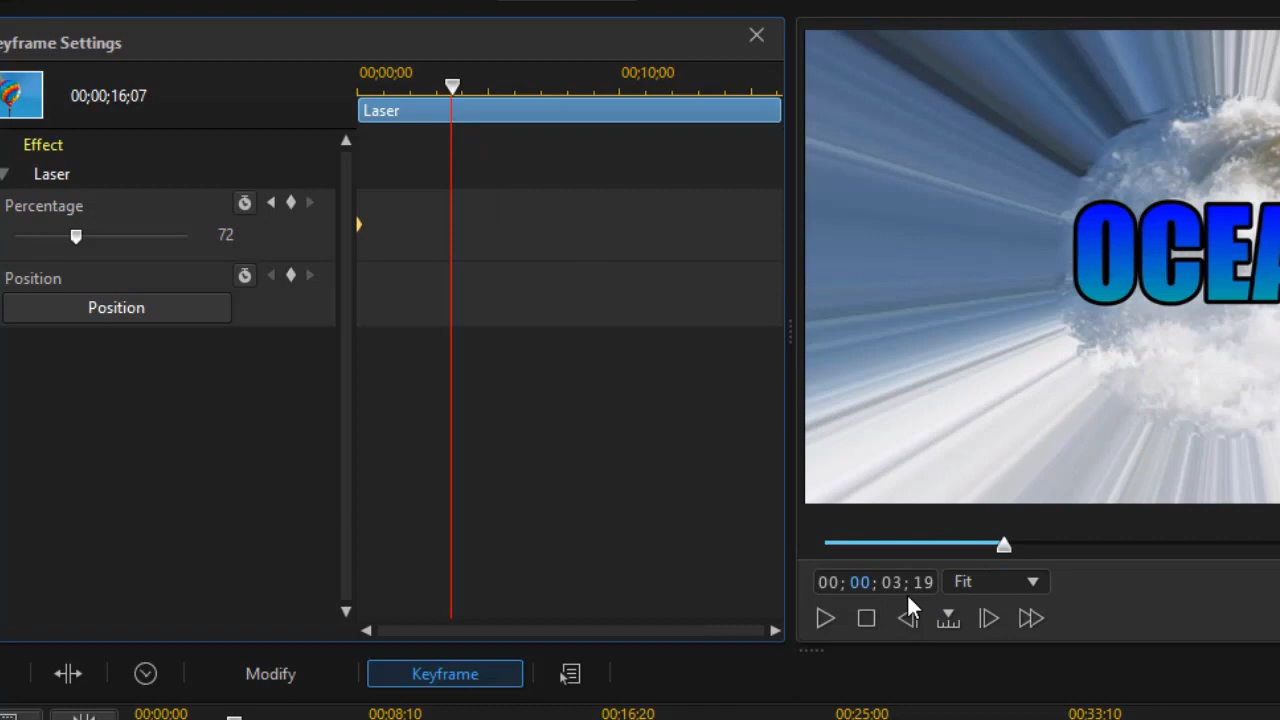 eyframe Settings
00;00;16;07
00;00;00
00;10;00
Laser
Effect
Laser
Percentage
72
Position
Position
OCEA
00; 00; 03; 19
Fit
Modify
Keyframe
00:00:00
00:08:10
00:16:20
00:25:00
00:33:10